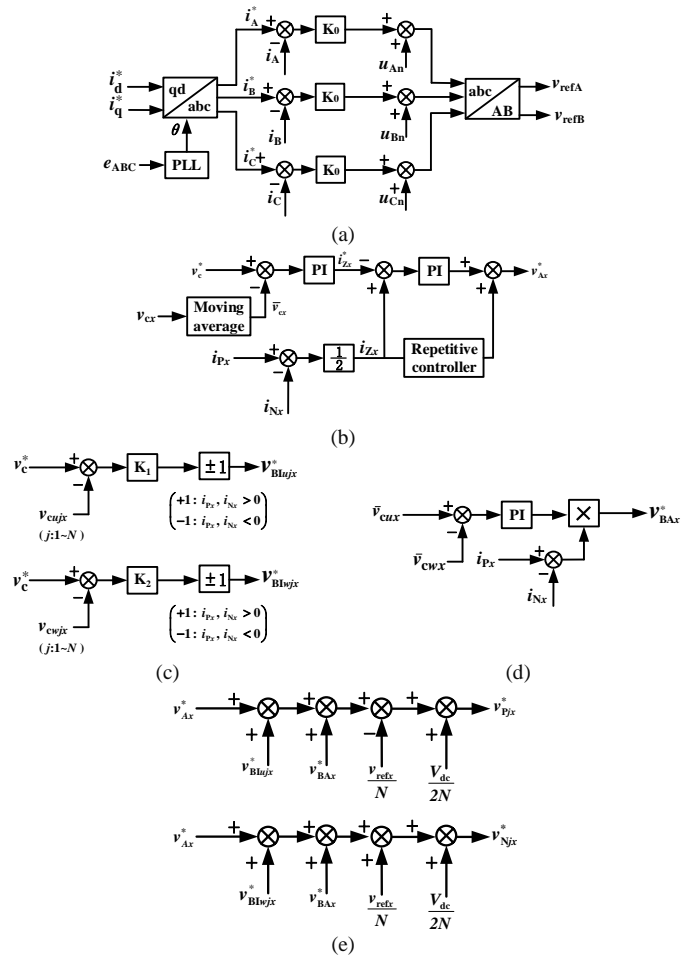 i*A + − K0 + +
iA uAn
i*d i*q qd abc i*B + − K0 + + abc AB vrefA vrefB
θ iB uBn
eABC PLL i*C + − K0 + +
iC uCn
(a)
v*c + − PI i*Zx − + PI + + v*Ax
vcx Moving average v̄cx
iPx + − 1/2 iZx Repetitive controller
iNx
(b)
v*c + − K1 ±1 v*BIujx
vcujx (j:1~N)
+1: iPx, iNx > 0
−1: iPx, iNx < 0
v*c + − K2 ±1 v*BIwjx
vcwjx (j:1~N)
+1: iPx, iNx > 0
−1: iPx, iNx < 0
(c)
v̄cux + − PI × v*BAx
v̄cwx iPx + −
iNx
(d)
v*Ax + + + + + − + + v*Pjx
v*BIujx v*BAx vrefx/N Vdc/2N
v*Ax + + + + + + + + v*Njx
v*BIwjx v*BAx vrefx/N Vdc/2N
(e)